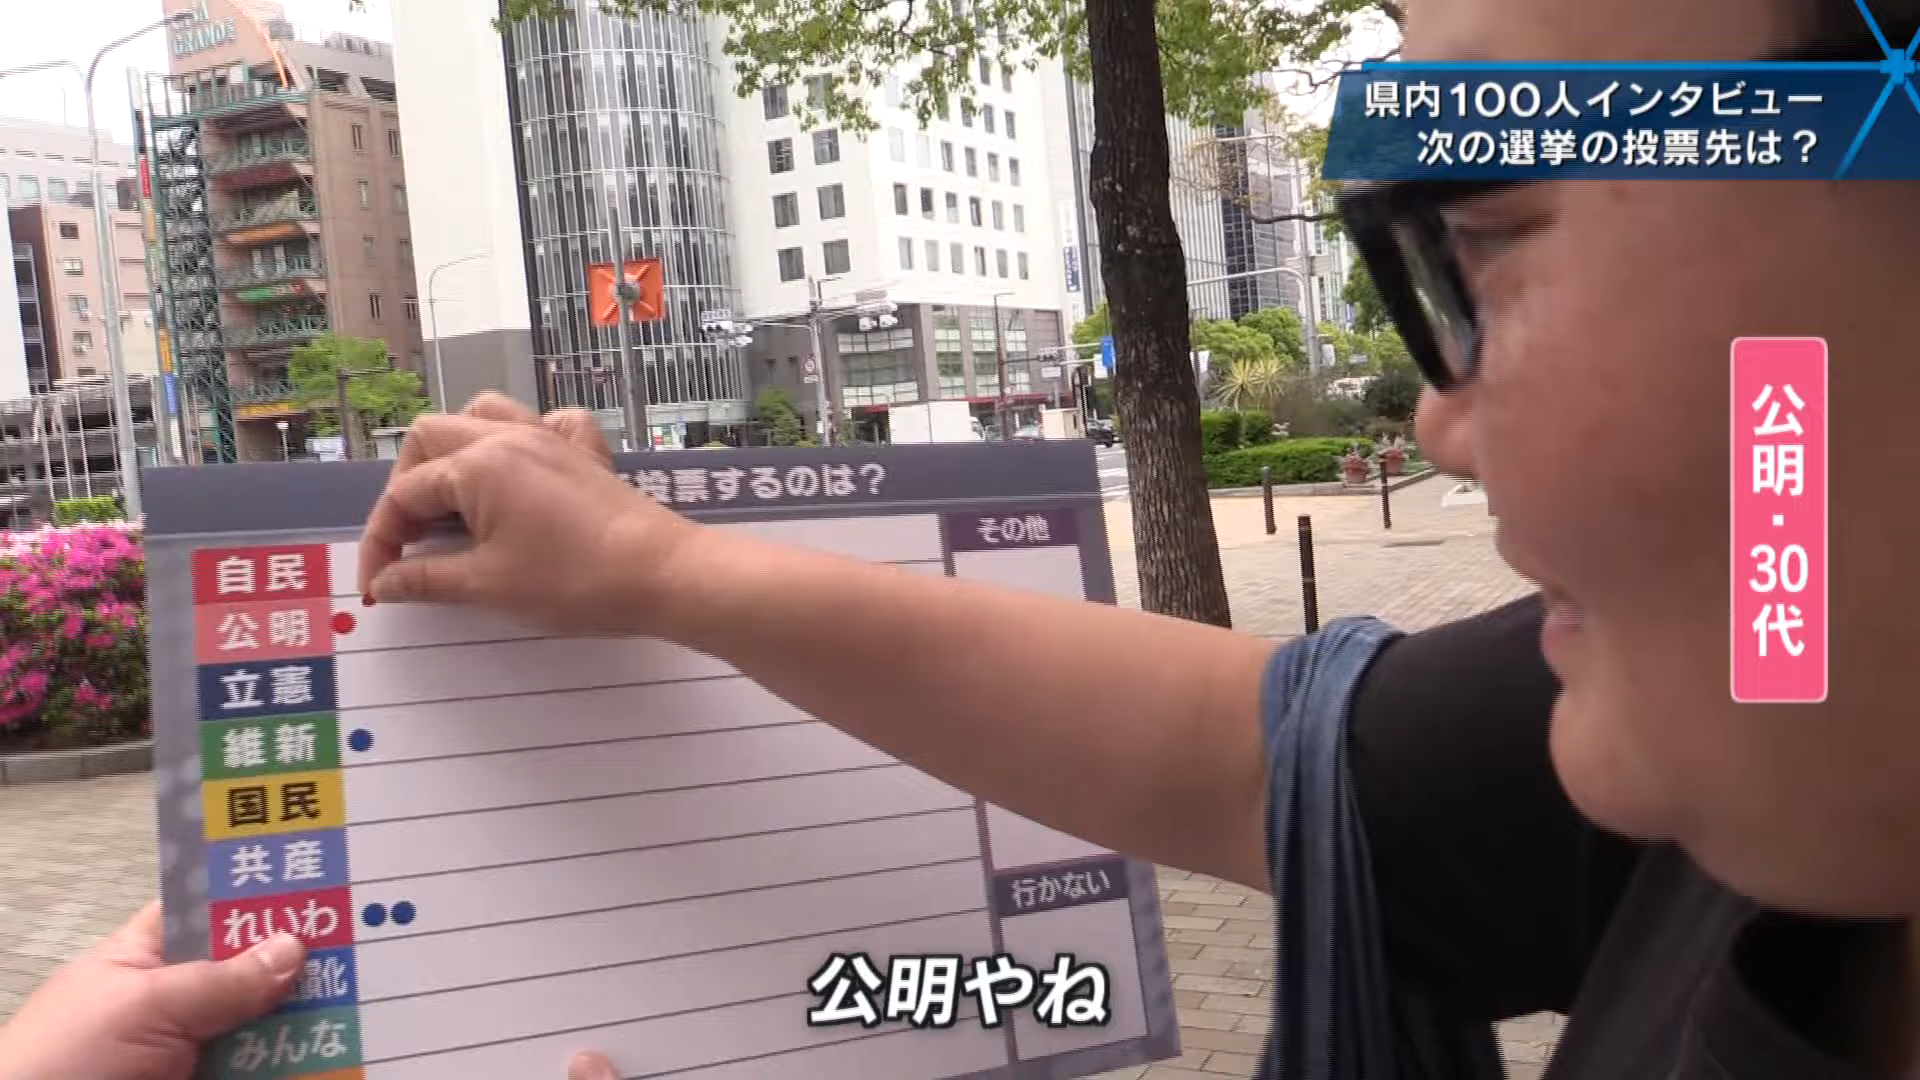 GRANDE
県内100人インタビュー
次の選挙の投票先は?
公明・30代
投票するのは?
その他
自民
公明
立憲
維新
国民
共産
れいわ
行かない
みんな
公明やね